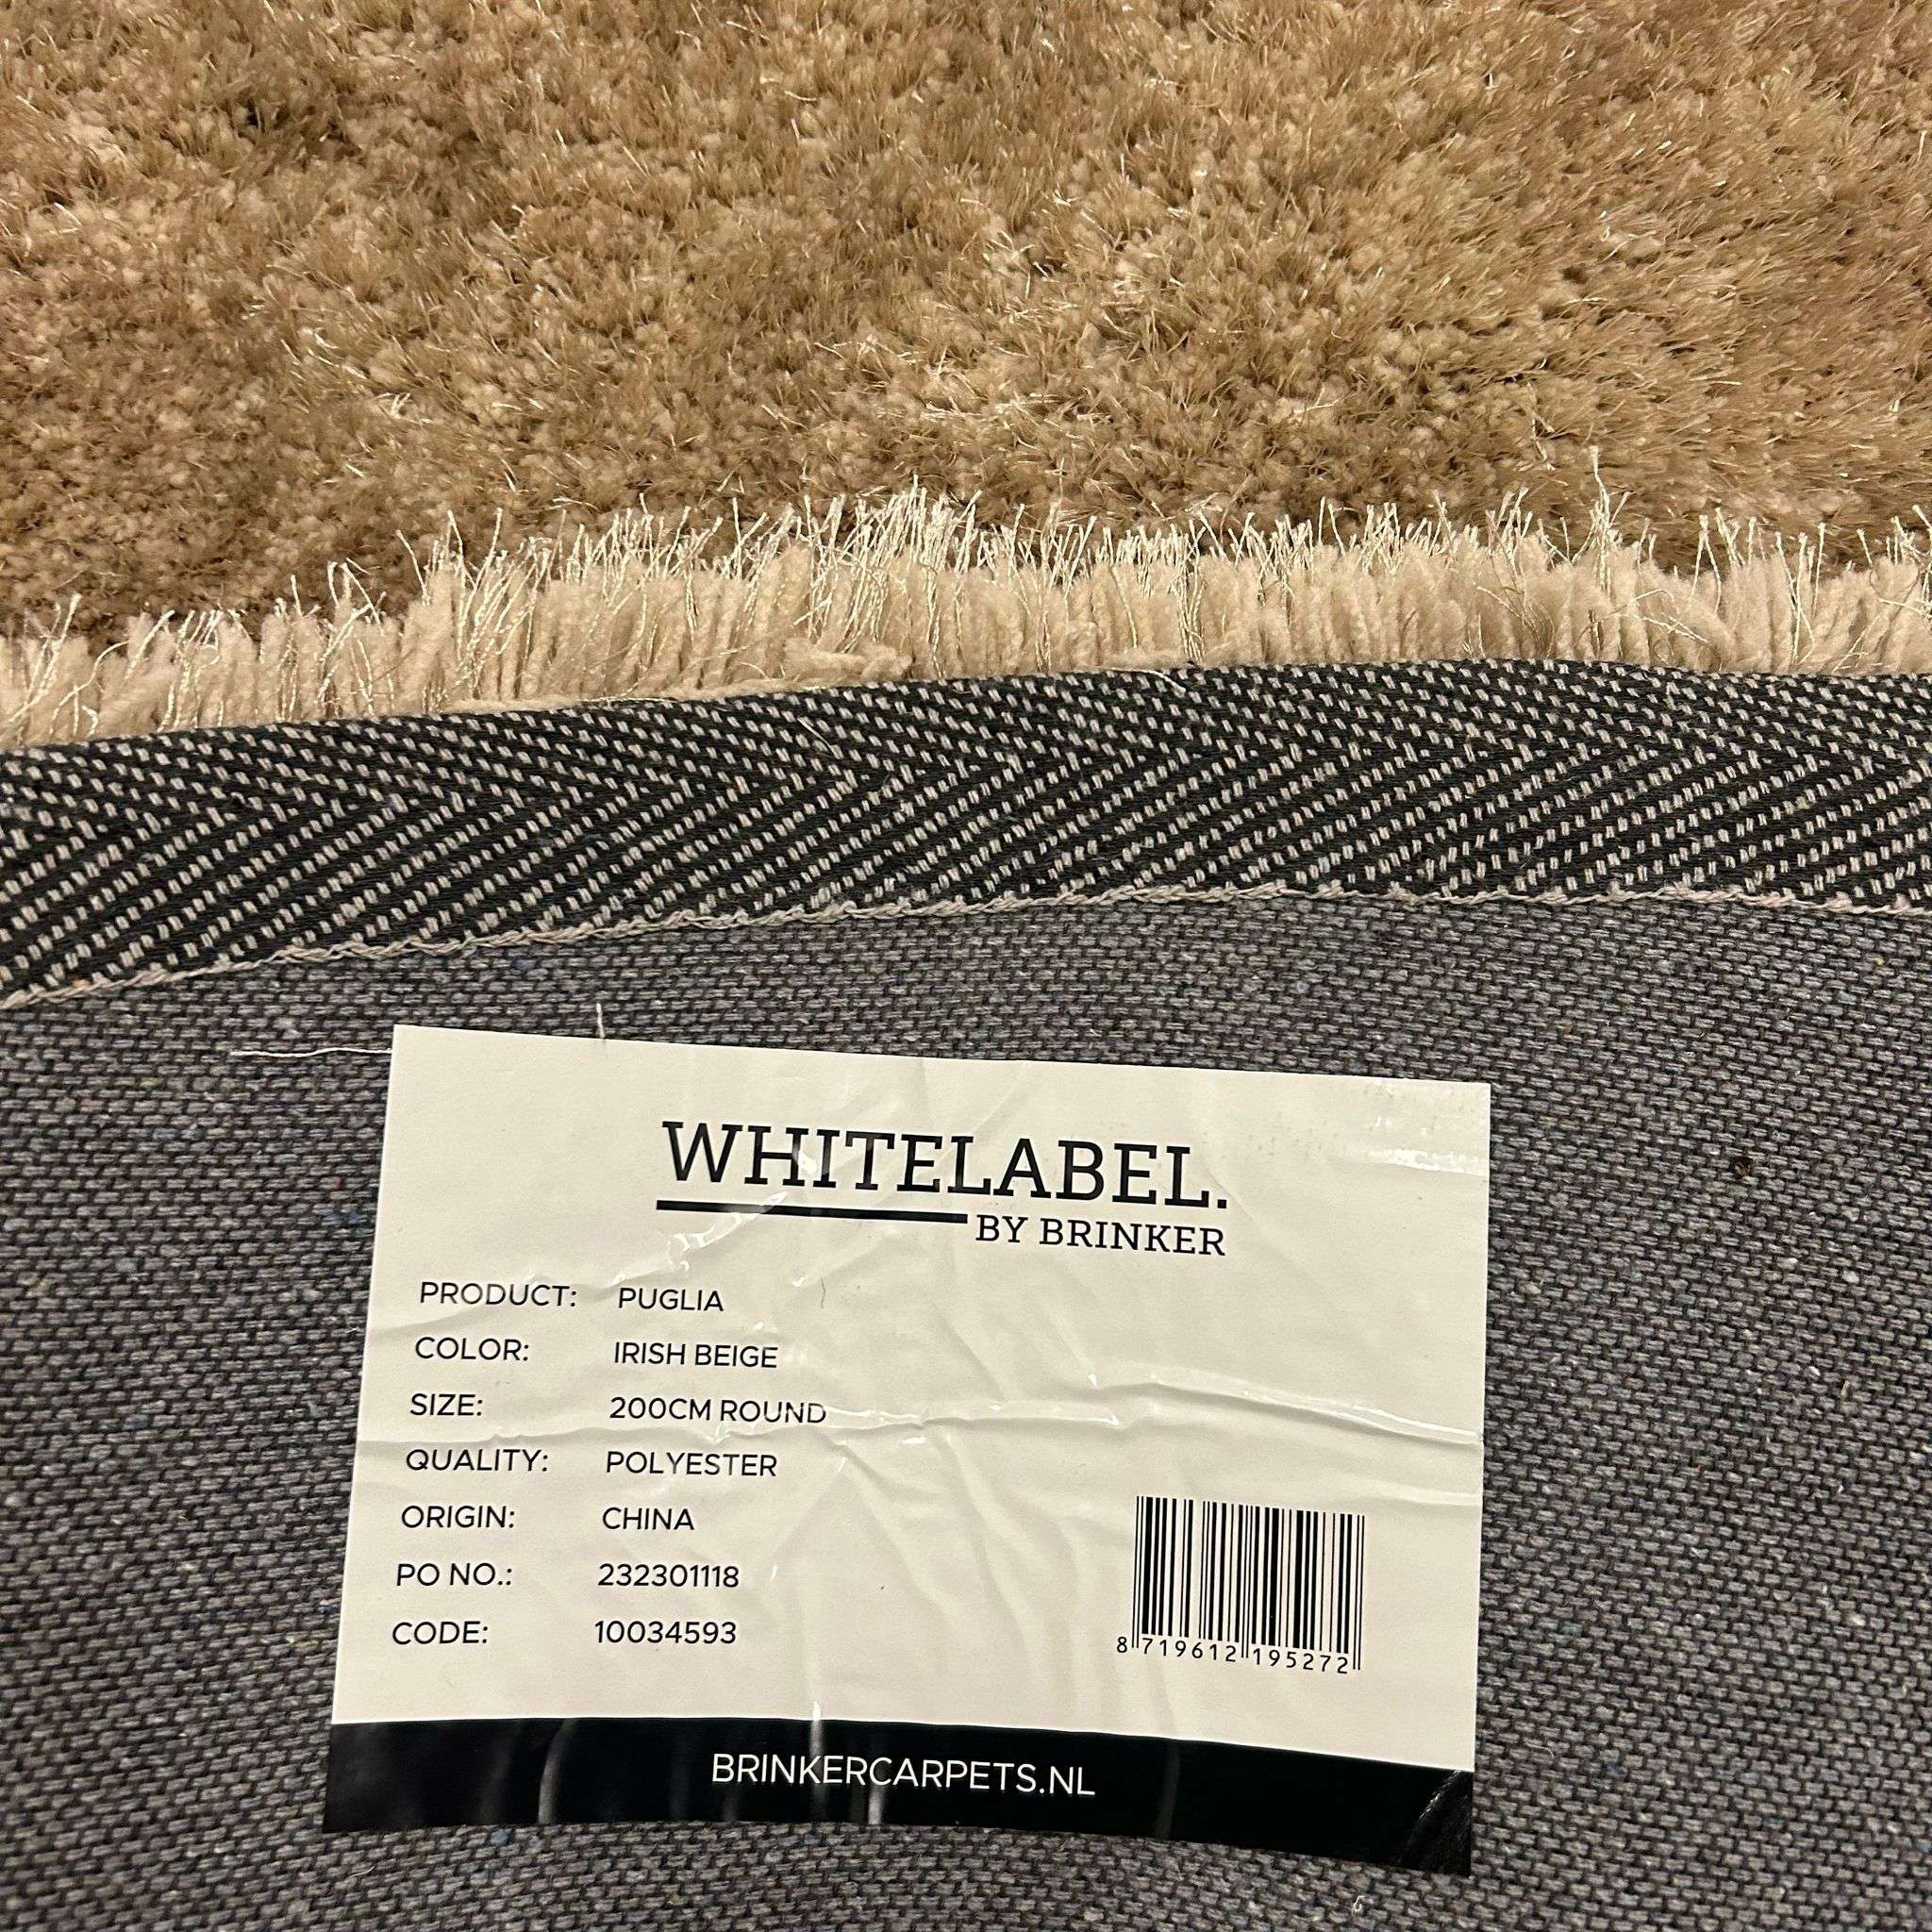 WHITELABEL.
BY BRINKER
PRODUCT: PUGLIA
COLOR: IRISH BEIGE
SIZE: 200CM ROUND
QUALITY: POLYESTER
ORIGIN: CHINA
PO NO.: 232301118
CODE: 10034593
8 719612 195272
BRINKERCARPETS.NL